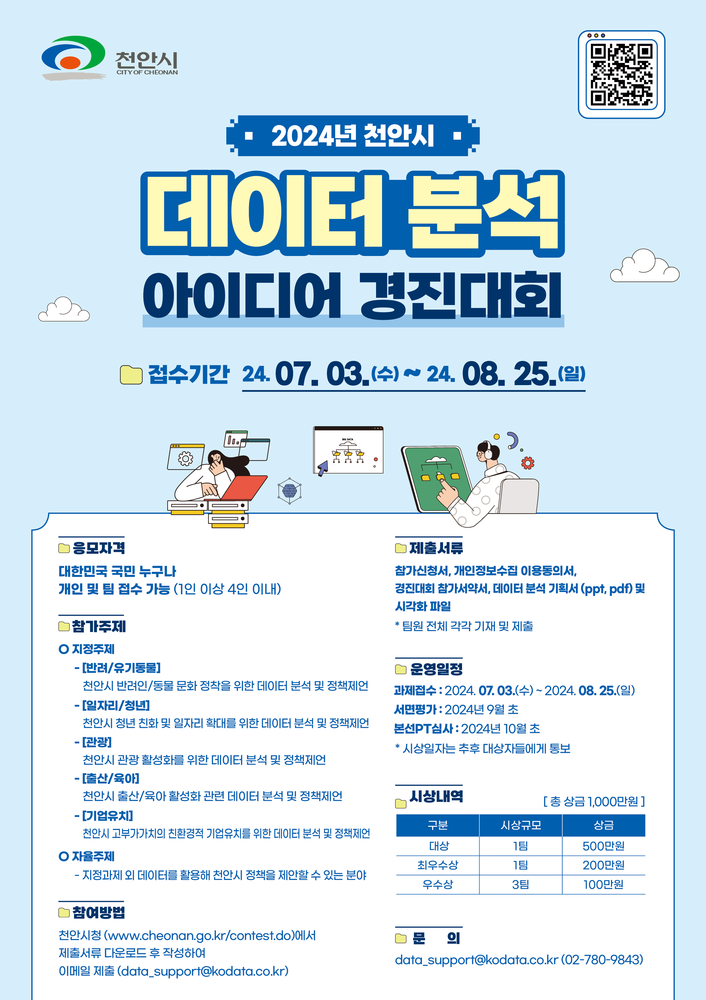 천안시
CITY OF CHEONAN
2024년 천안시
데이터 분석
아이디어 경진대회
접수기간 24. 07. 03.(수) ~ 24. 08. 25.(일)
BIG DATA
응모자격
대한민국 국민 누구나
개인 및 팀 접수 가능 (1인 이상 4인 이내)
참가주제
O 지정주제
- [반려/유기동물]
천안시 반려인/동물 문화 정착을 위한 데이터 분석 및 정책제언
- [일자리/청년]
천안시 청년 친화 및 일자리 확대를 위한 데이터 분석 및 정책제언
- [관광]
천안시 관광 활성화를 위한 데이터 분석 및 정책제언
- [출산/육아]
천안시 출산/육아 활성화 관련 데이터 분석 및 정책제언
- [기업유치]
천안시 고부가가치의 친환경적 기업유치를 위한 데이터 분석 및 정책제언
O 자율주제
- 지정과제 외 데이터를 활용해 천안시 정책을 제안할 수 있는 분야
참여방법
천안시청 (www.cheonan.go.kr/contest.do)에서
제출서류 다운로드 후 작성하여
이메일 제출 (data_support@kodata.co.kr)
제출서류
참가신청서, 개인정보수집 이용동의서,
경진대회 참가서약서, 데이터 분석 기획서 (ppt, pdf) 및
시각화 파일
* 팀원 전체 각각 기재 및 제출
운영일정
과제접수 : 2024. 07. 03.(수) ~ 2024. 08. 25.(일)
서면평가 : 2024년 9월 초
본선PT심사 : 2024년 10월 초
* 시상일자는 추후 대상자들에게 통보
시상내역 [ 총 상금 1,000만원 ]
구분 시상규모 상금
대상 1팀 500만원
최우수상 1팀 200만원
우수상 3팀 100만원
문 의
data_support@kodata.co.kr (02-780-9843)